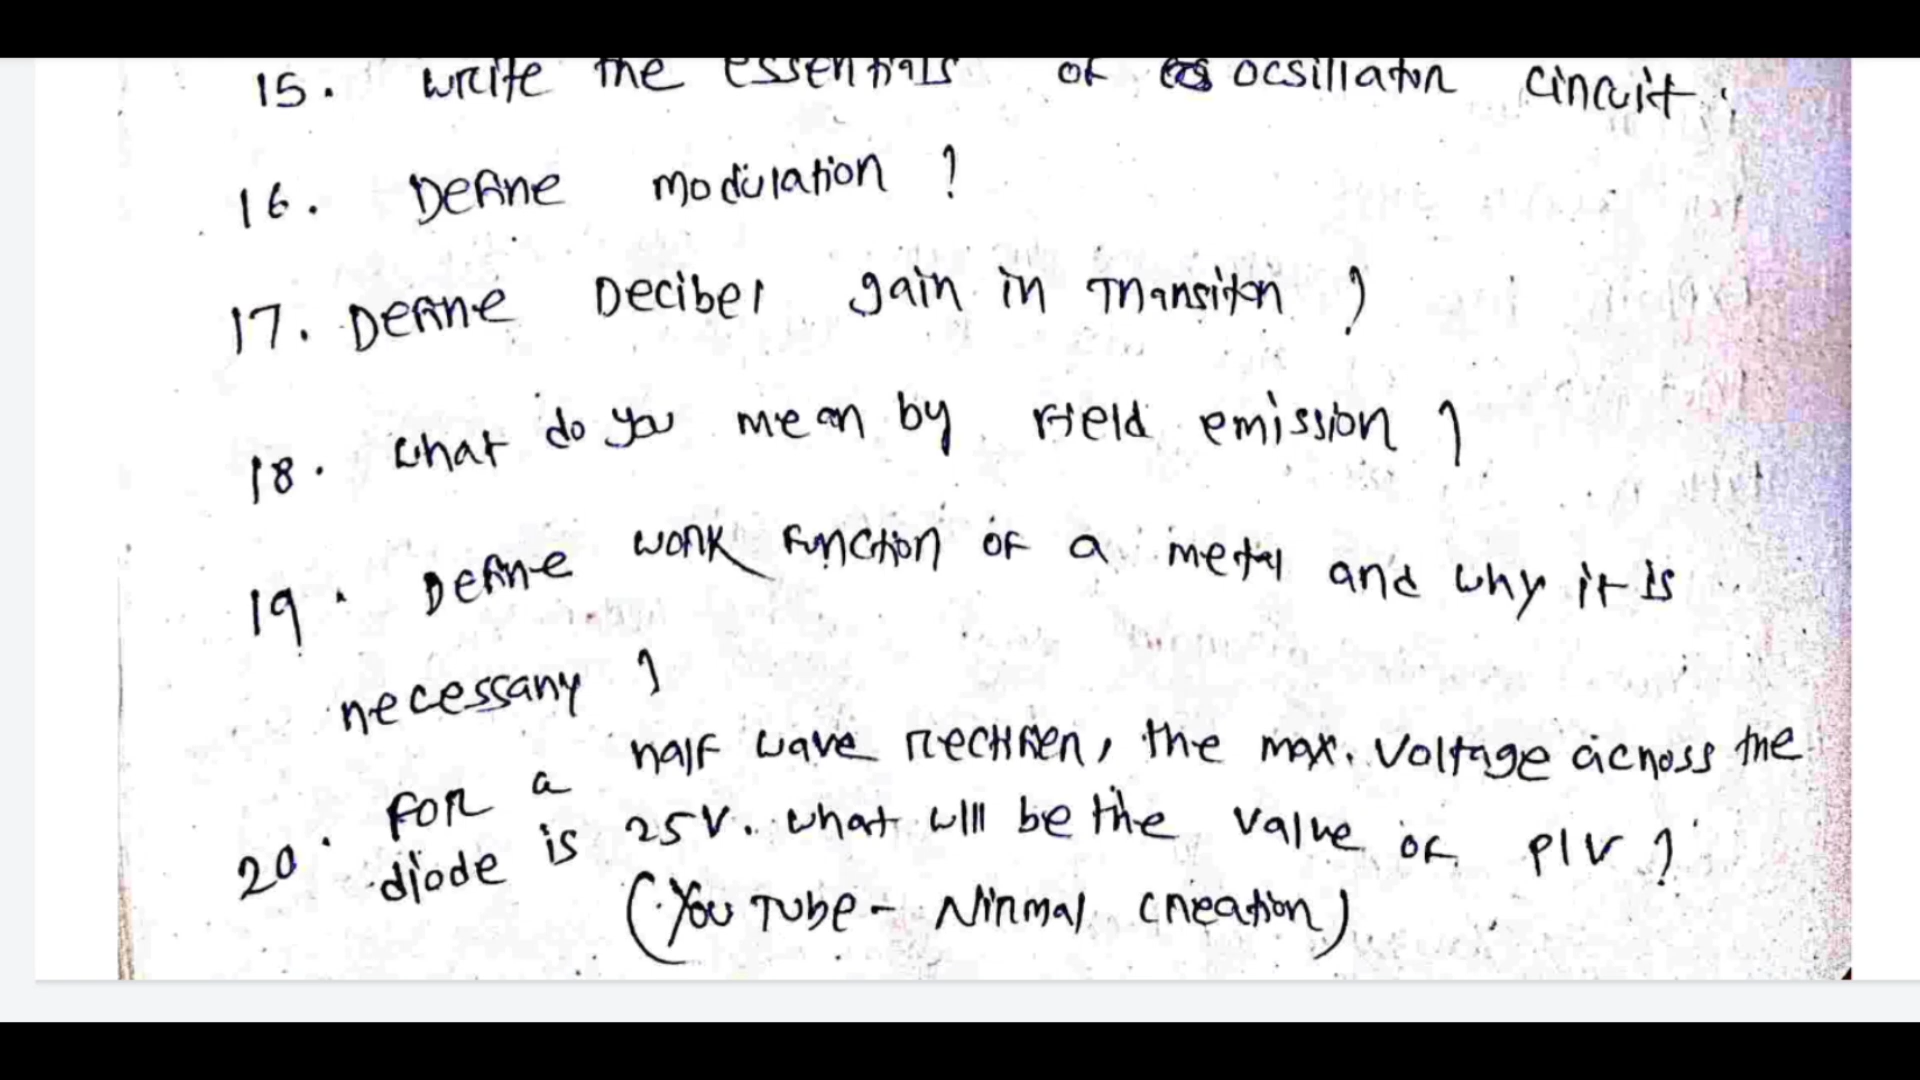 15. write the essentials of ocsillator circuit.
16. Define modulation ?
17. Define Decibel gain in Transitor ?
18. what do you mean by Field emission ?
19. Define work function of a metal and why it is
necessary ?
20. for a half wave rectifier, the max. voltage across the
diode is 25V. what will be the value of PIV ?
(You Tube - Nirmal Creation)